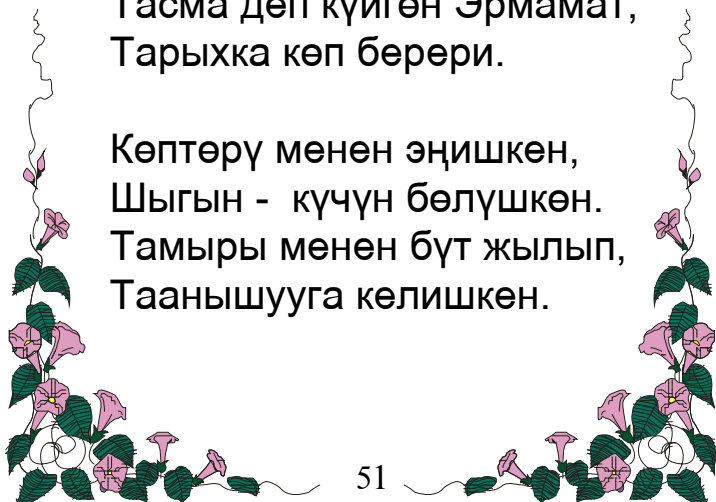 Тасма деп күйгөн Эрмамат,
Тарыхка көп берери.

Көптөрү менен эңишкен,
Шыгын - күчүн бөлүшкөн.
Тамыры менен бүт жылып,
Таанышууга келишкен.

51